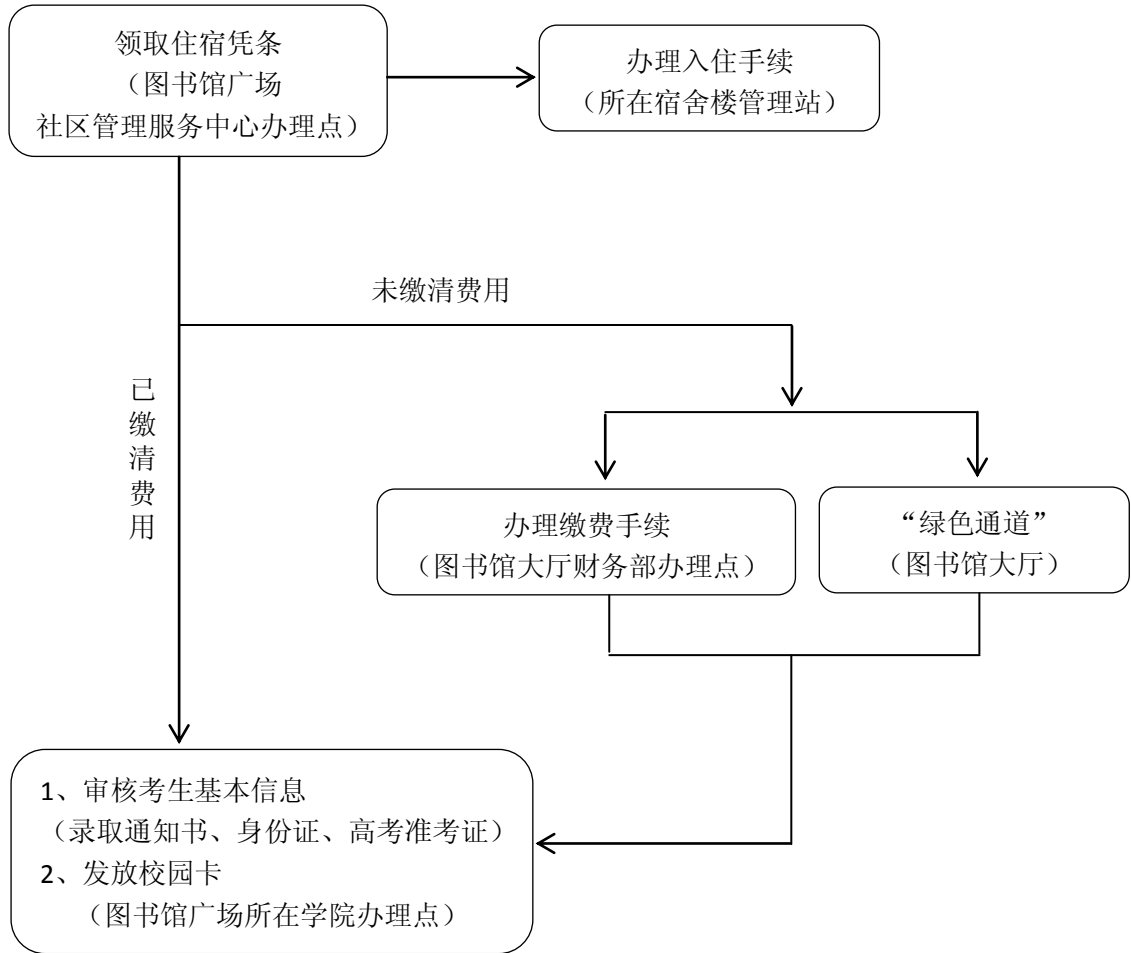 领取住宿凭条
（图书馆广场
社区管理服务中心办理点）
办理入住手续
（所在宿舍楼管理站）
未缴清费用
已缴清费用
办理缴费手续
（图书馆大厅财务部办理点）
“绿色通道”
（图书馆大厅）
1、审核考生基本信息
（录取通知书、身份证、高考准考证）
2、发放校园卡
（图书馆广场所在学院办理点）